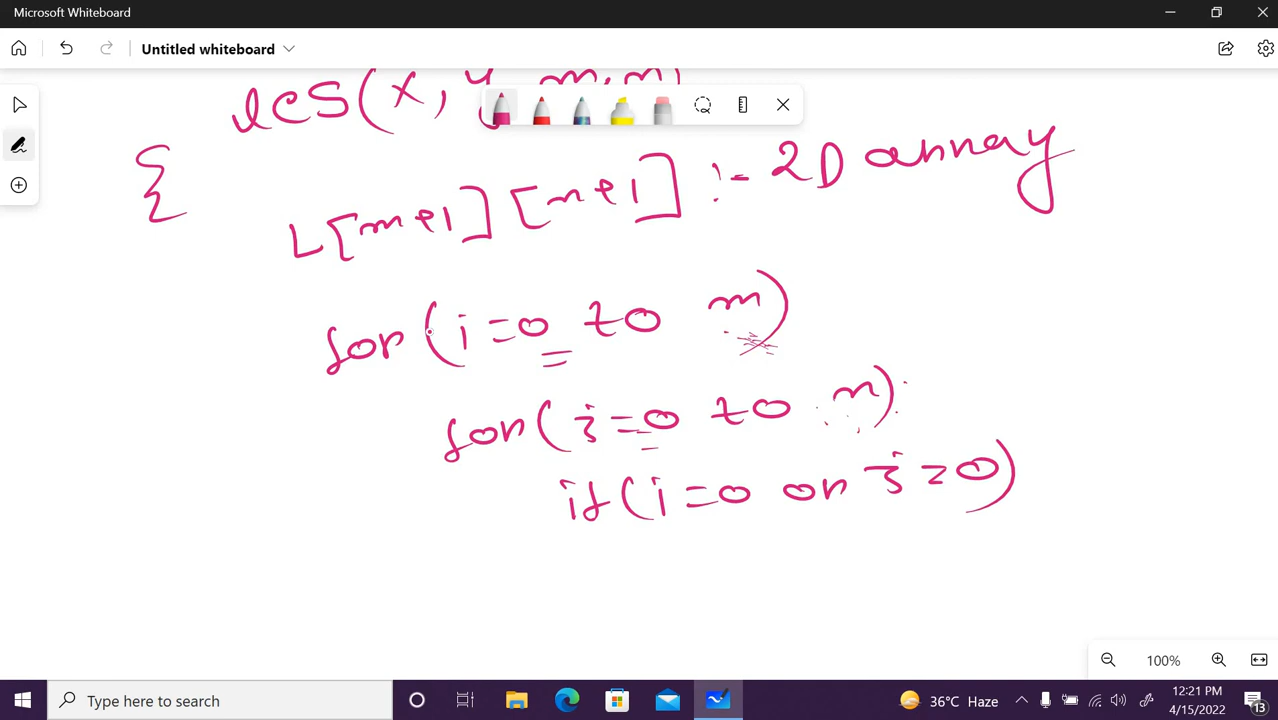 Microsoft Whiteboard
Untitled whiteboard
lCS(X, y m, n)
{
L[m+1][n+1] :- 2D array
for(i=0 to m)
for(j=0 to n)
if(i=0 or j=0)
100%
Type here to search
36°C Haze
12:21 PM
4/15/2022
13